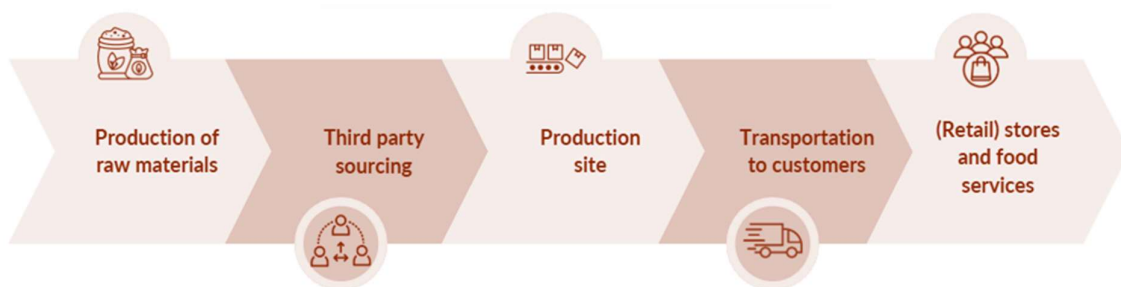 Production of
raw materials
Third party
sourcing
Production
site
Transportation
to customers
(Retail) stores
and food
services